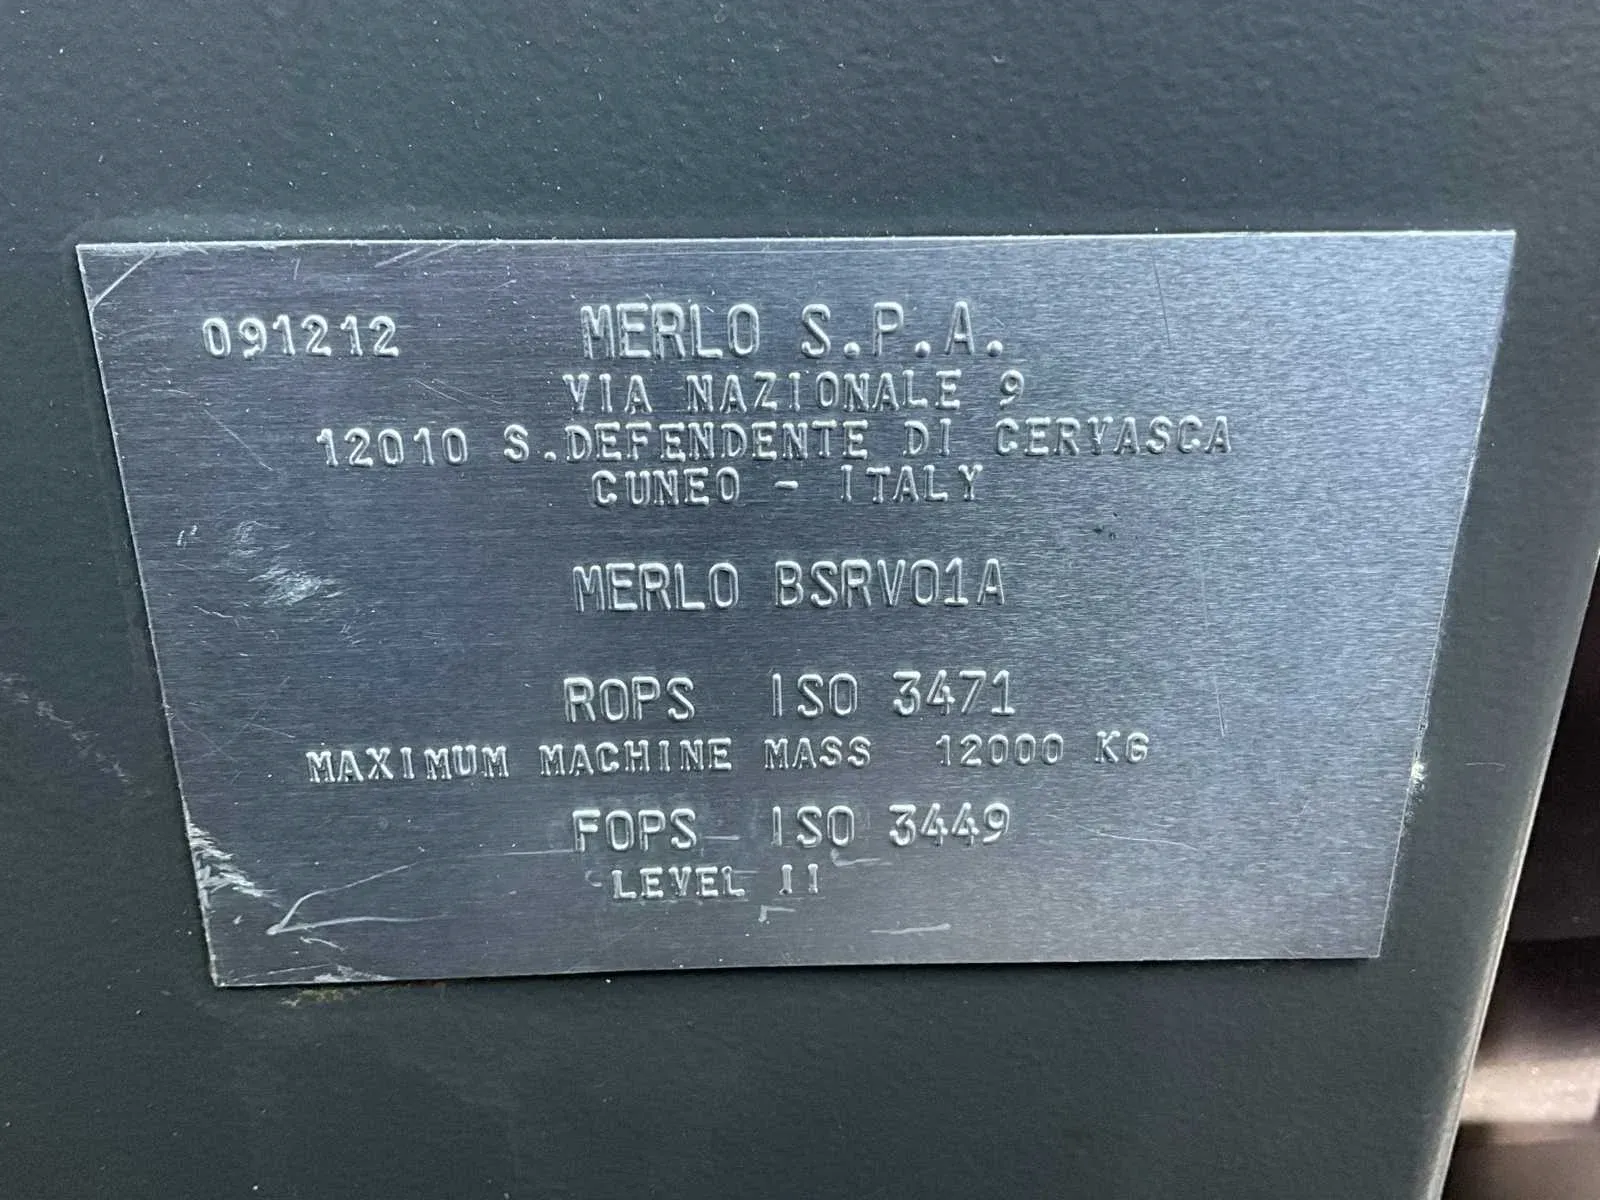 091212 MERLO S.P.A.
VIA NAZIONALE 9
12010 S.DEFENDENTE DI CERVASCA
CUNEO - ITALY
MERLO BSRV01A
ROPS ISO 3471
MAXIMUM MACHINE MASS 12000 KG
FOPS ISO 3449
LEVEL II